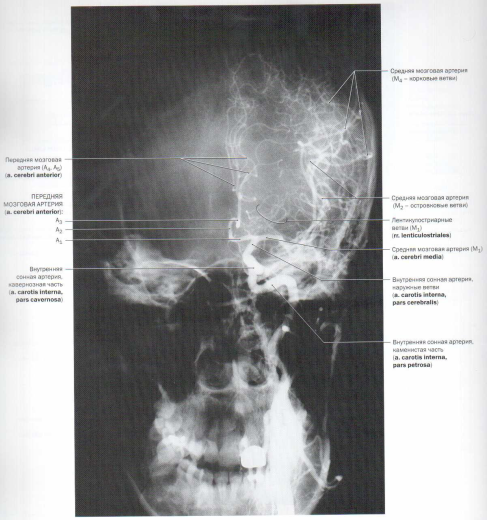 Средняя мозговая артерия
(M₄ – корковые ветви)
Передняя мозговая
артерия (A₄, A₅)
(a. cerebri anterior)
ПЕРЕДНЯЯ
МОЗГОВАЯ АРТЕРИЯ
(a. cerebri anterior):
A₃
A₂
A₁
Внутренняя
сонная артерия,
кавернозная часть
(a. carotis interna,
pars cavernosa)
Средняя мозговая артерия
(M₂ – островковые ветви)
Лентикулостриарные
ветви (M₁)
(rr. lenticulostriales)
Средняя мозговая артерия (M₁)
(a. cerebri media)
Внутренняя сонная артерия,
наружные ветви
(a. carotis interna,
pars cerebralis)
Внутренняя сонная артерия,
каменистая часть
(a. carotis interna,
pars petrosa)